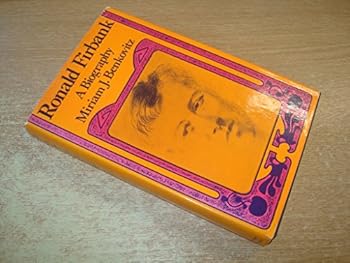 Ronald Firbank
A Biography
Miriam J. Benkovitz